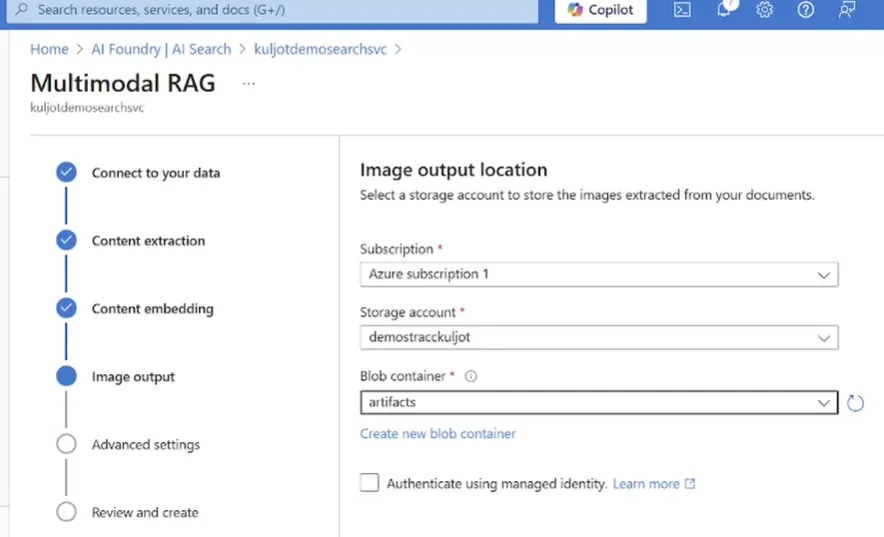 Search resources, services, and docs (G+/)
Copilot
Home > AI Foundry | AI Search > kuljotdemosearchsvc >
Multimodal RAG ...
kuljotdemosearchsvc
Connect to your data
Content extraction
Content embedding
Image output
Advanced settings
Review and create
Image output location
Select a storage account to store the images extracted from your documents.
Subscription *
Azure subscription 1
Storage account *
demostracckuljot
Blob container *
artifacts
Create new blob container
Authenticate using managed identity. Learn more